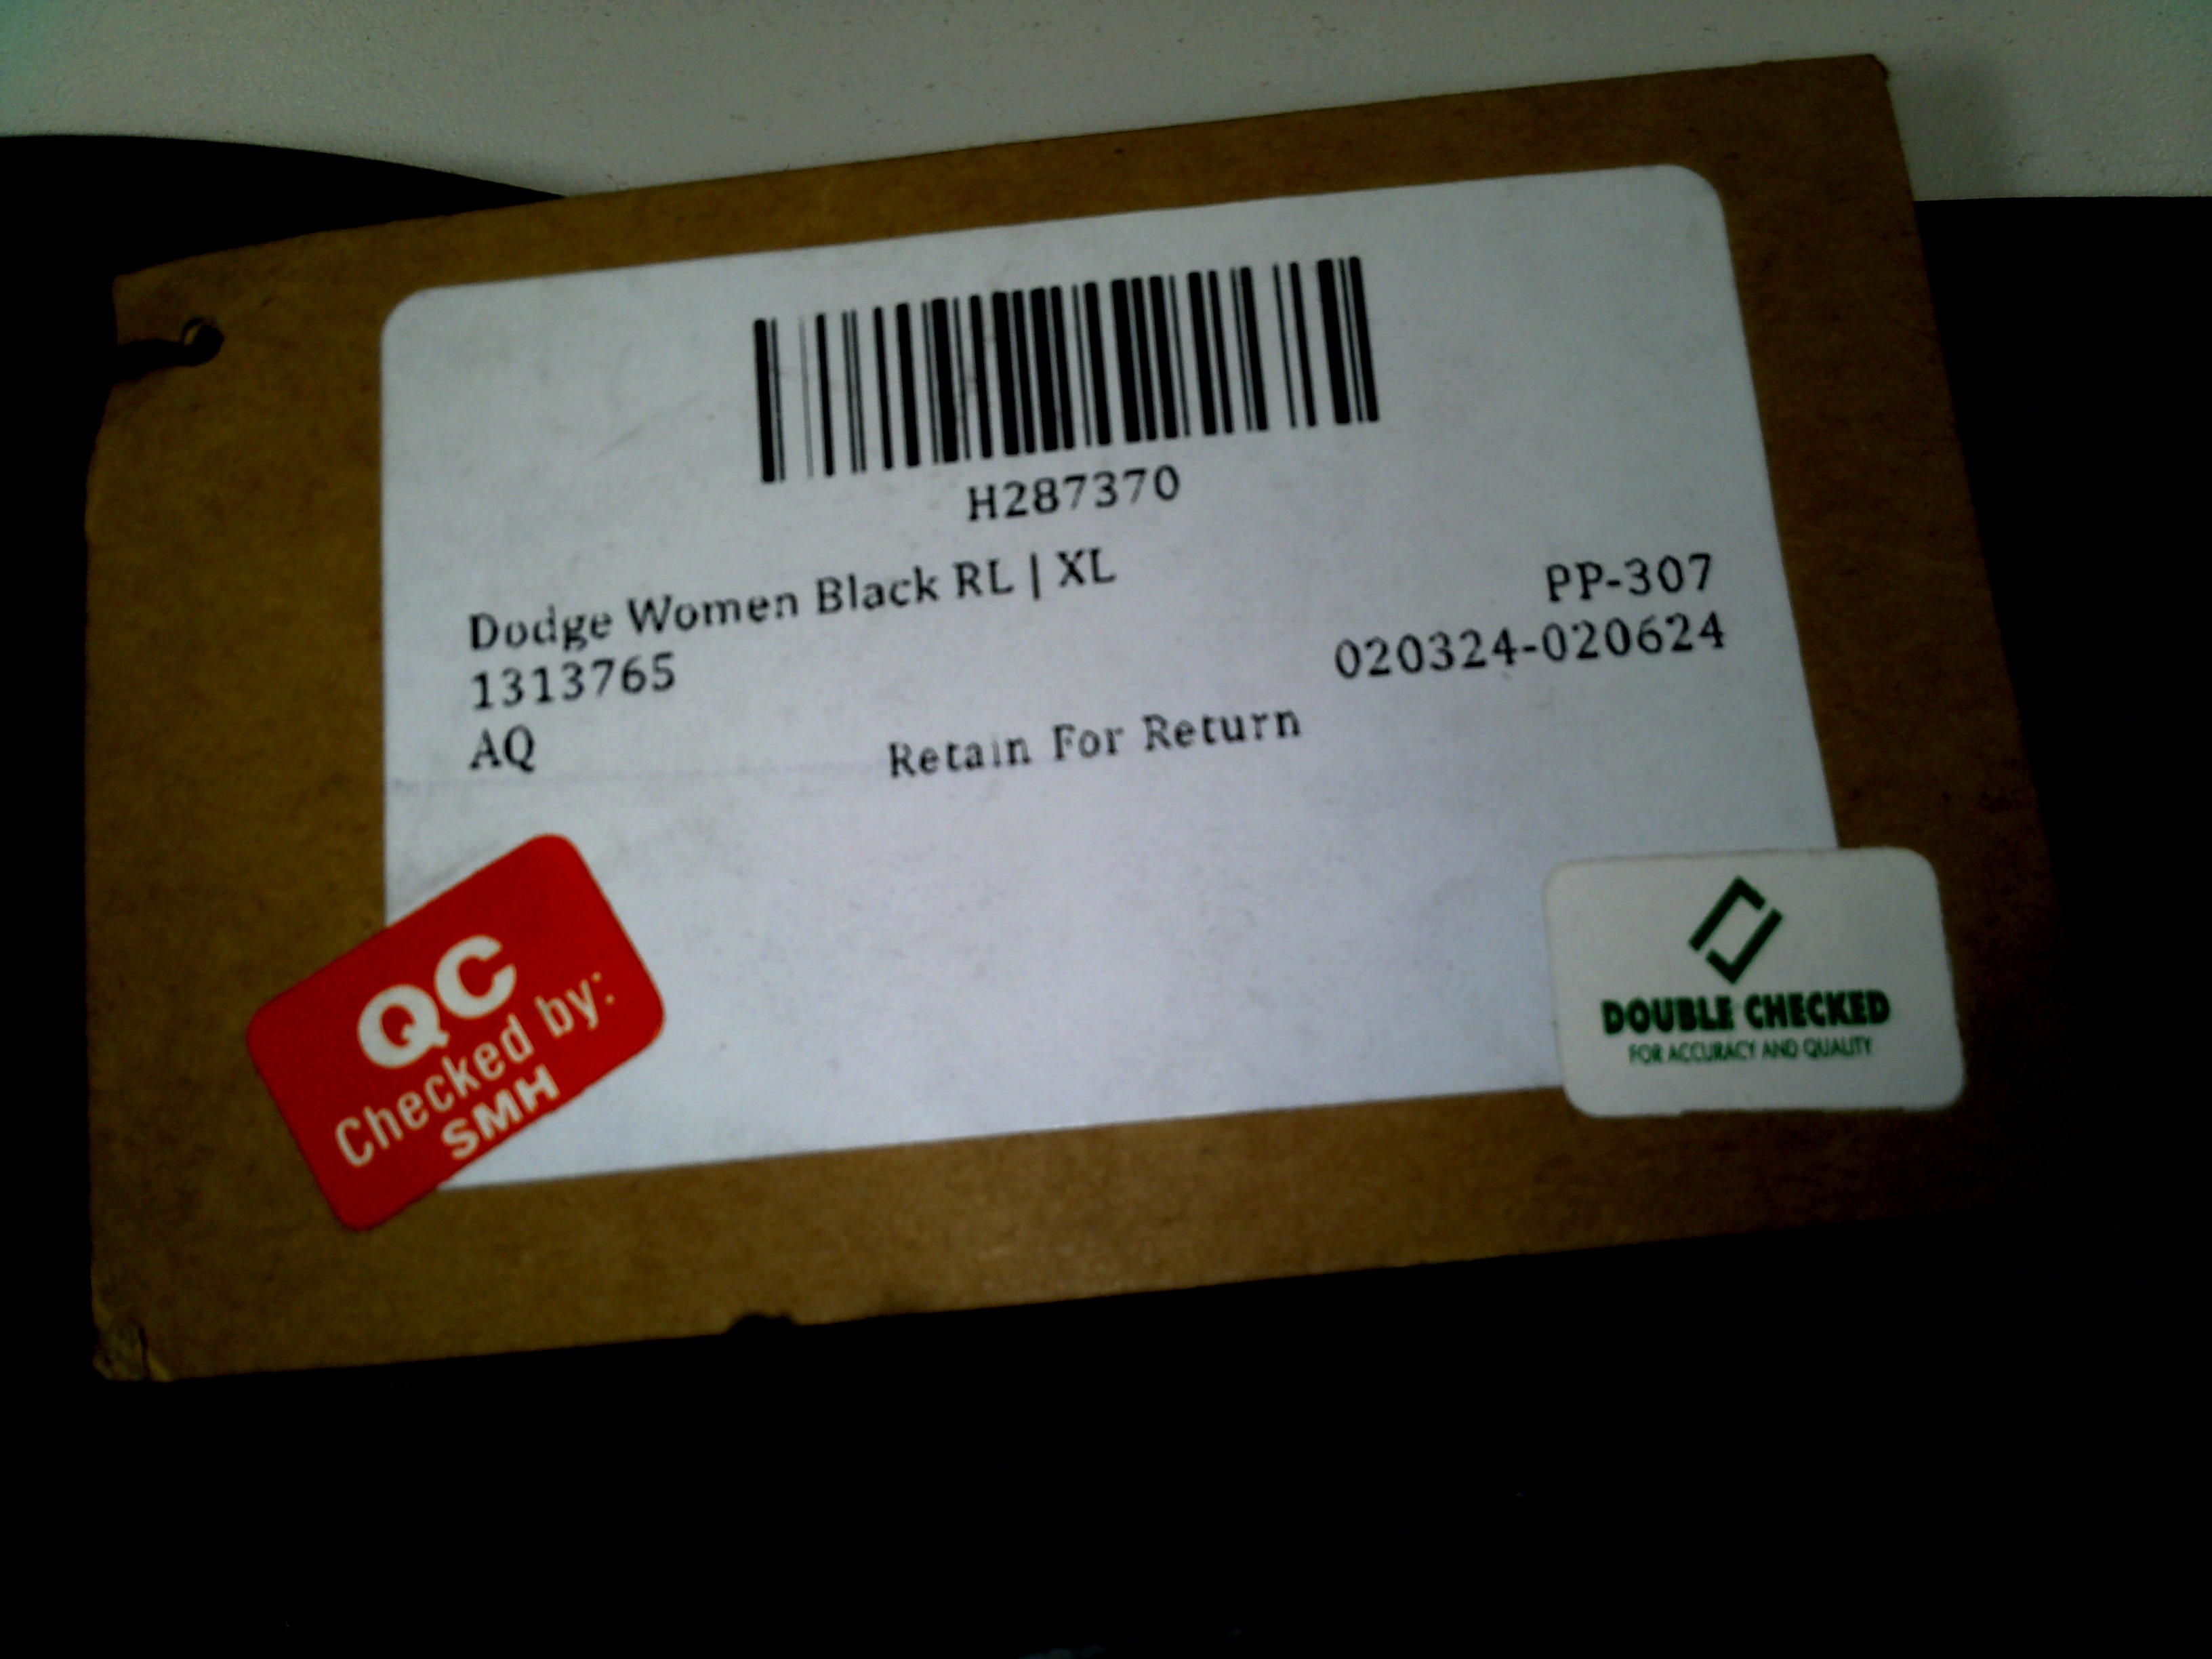 H287370
Dodge Women Black RL | XL
PP-307
1313765
020324-020624
AQ
Retain For Return
QC
Checked by:
SMH
DOUBLE CHECKED
FOR ACCURACY AND QUALITY